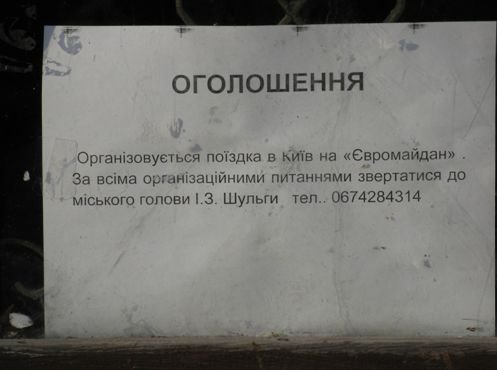 ОГОЛОШЕННЯ
Організовується поїздка в Київ на «Євромайдан» .
За всіма організаційними питаннями звертатися до
міського голови І.З. Шульги тел.. 0674284314